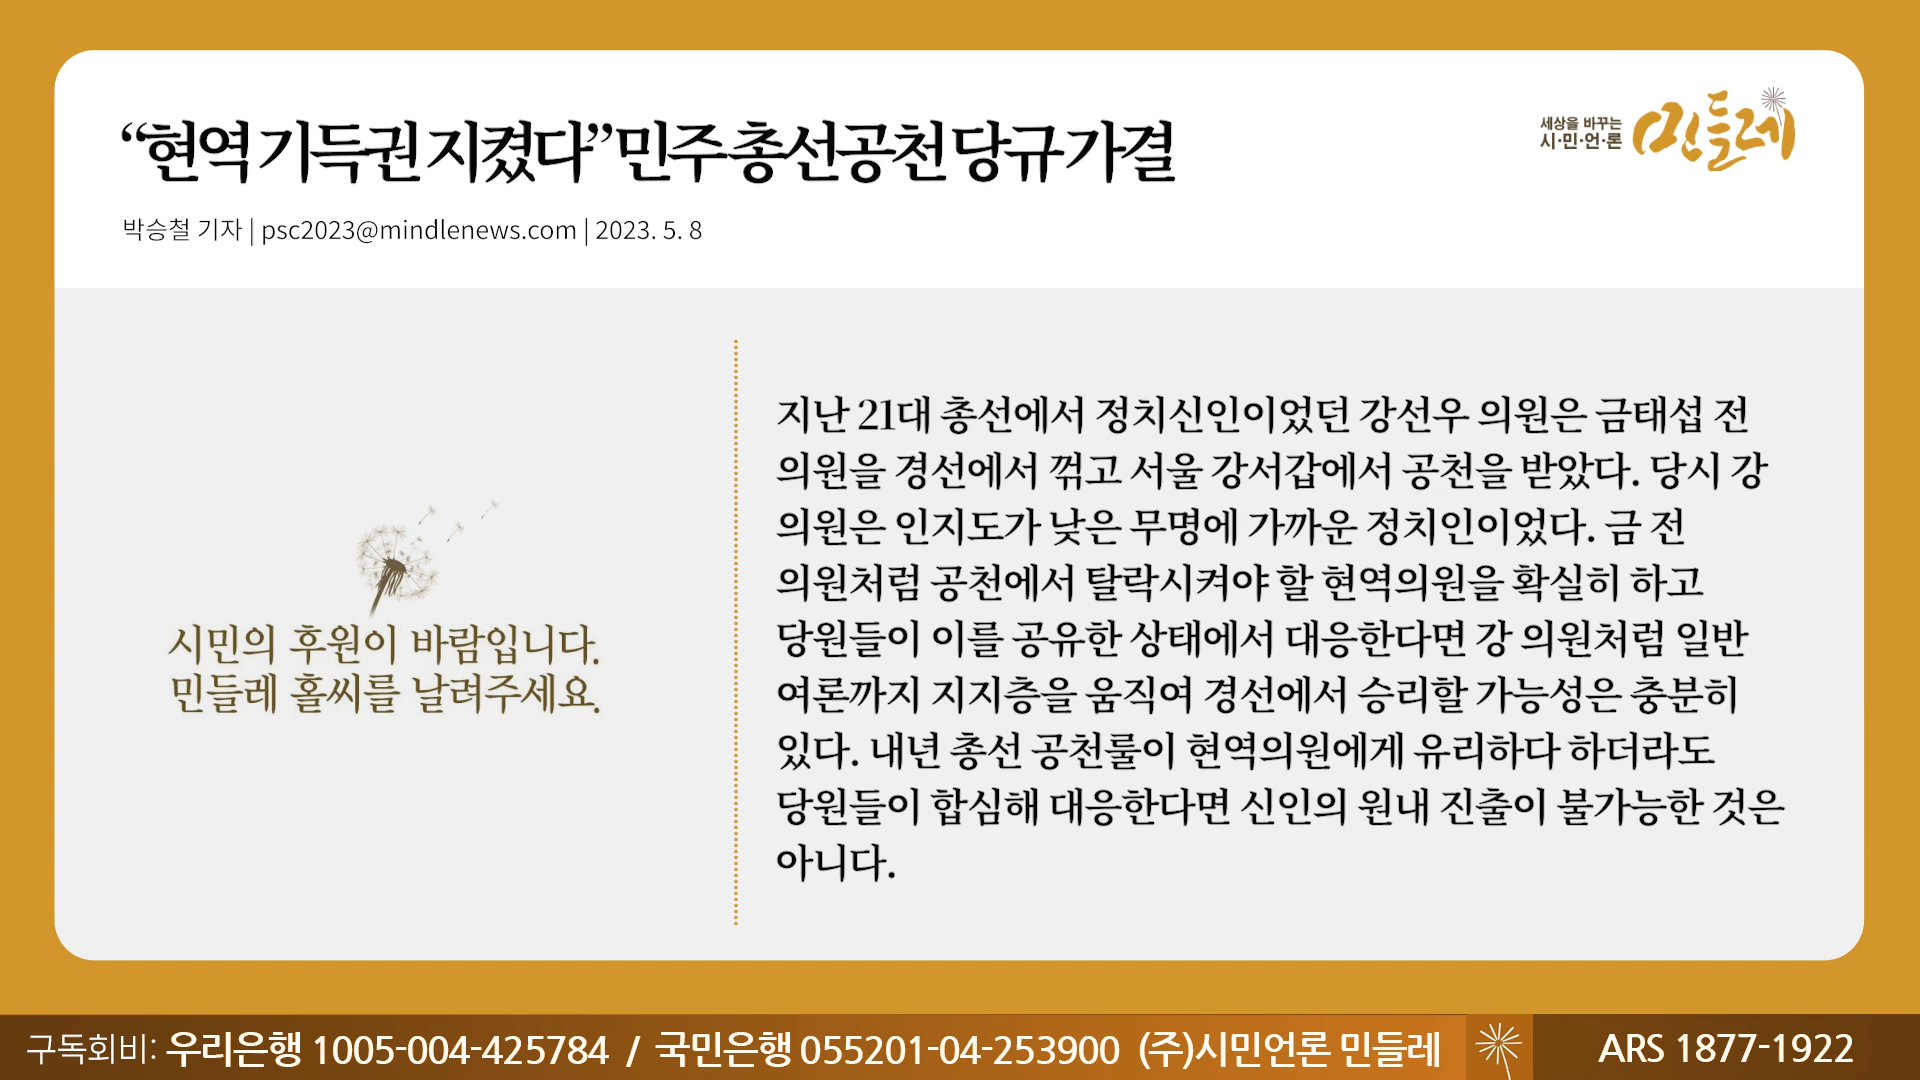 “현역 기득권 지켰다” 민주 총선공천 당규 가결
세상을 바꾸는
시·민·언·론
민들레
박승철 기자 | psc2023@mindlenews.com | 2023. 5. 8
시민의 후원이 바람입니다.
민들레 홀씨를 날려주세요.
지난 21대 총선에서 정치신인이었던 강선우 의원은 금태섭 전
의원을 경선에서 꺾고 서울 강서갑에서 공천을 받았다. 당시 강
의원은 인지도가 낮은 무명에 가까운 정치인이었다. 금 전
의원처럼 공천에서 탈락시켜야 할 현역의원을 확실히 하고
당원들이 이를 공유한 상태에서 대응한다면 강 의원처럼 일반
여론까지 지지층을 움직여 경선에서 승리할 가능성은 충분히
있다. 내년 총선 공천룰이 현역의원에게 유리하다 하더라도
당원들이 합심해 대응한다면 신인의 원내 진출이 불가능한 것은
아니다.
구독회비: 우리은행 1005-004-425784 / 국민은행 055201-04-253900 (주)시민언론 민들레
ARS 1877-1922